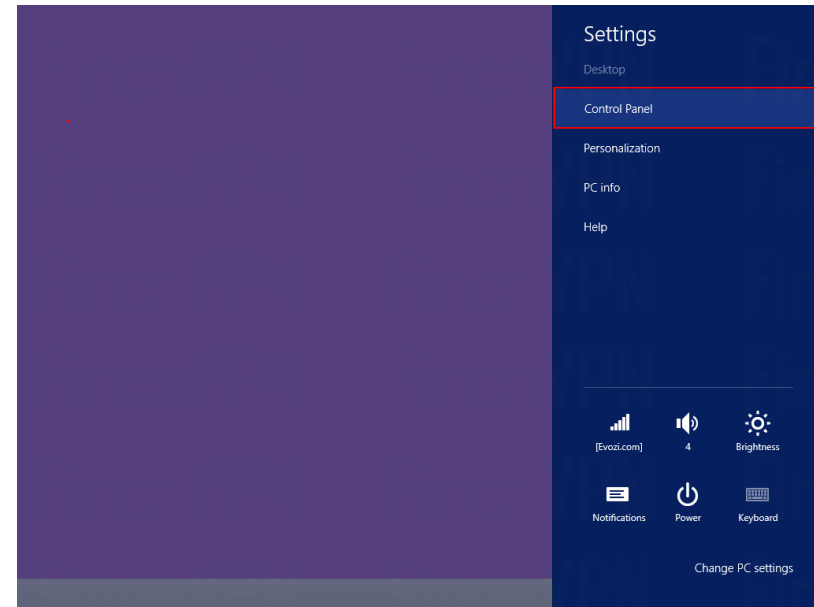 Settings
Desktop
Control Panel
Personalization
PC info
Help
[Evozi.com]
4
Brightness
Notifications
Power
Keyboard
Change PC settings